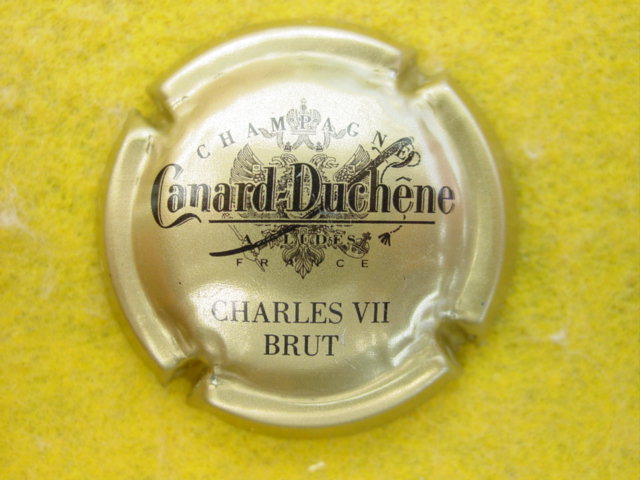 CHAMPAGNE
Canard-Duchêne
A LUDES
FRANCE
CHARLES VII
BRUT